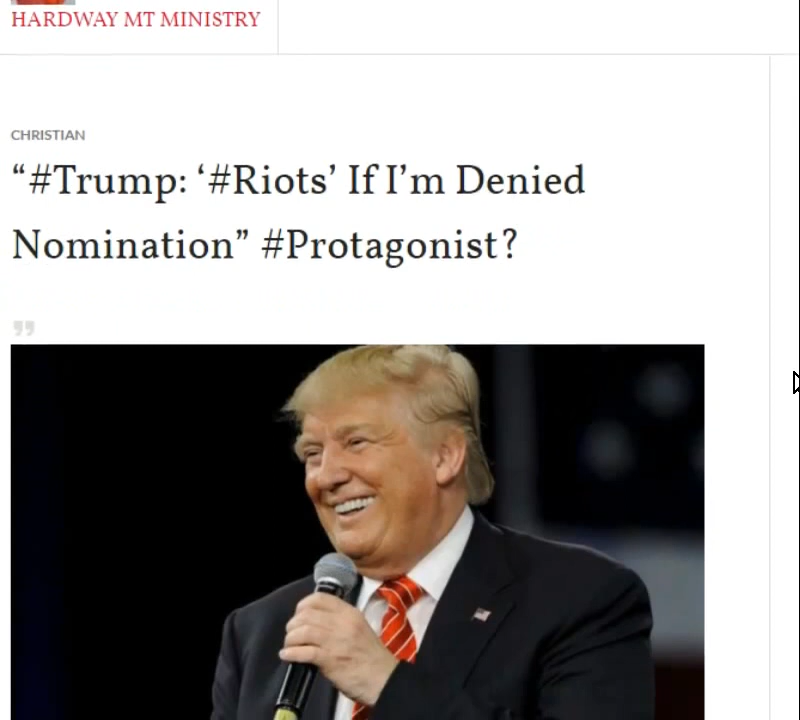 HARDWAY MT MINISTRY
CHRISTIAN
“#Trump: ‘#Riots’ If I’m Denied
Nomination” #Protagonist?